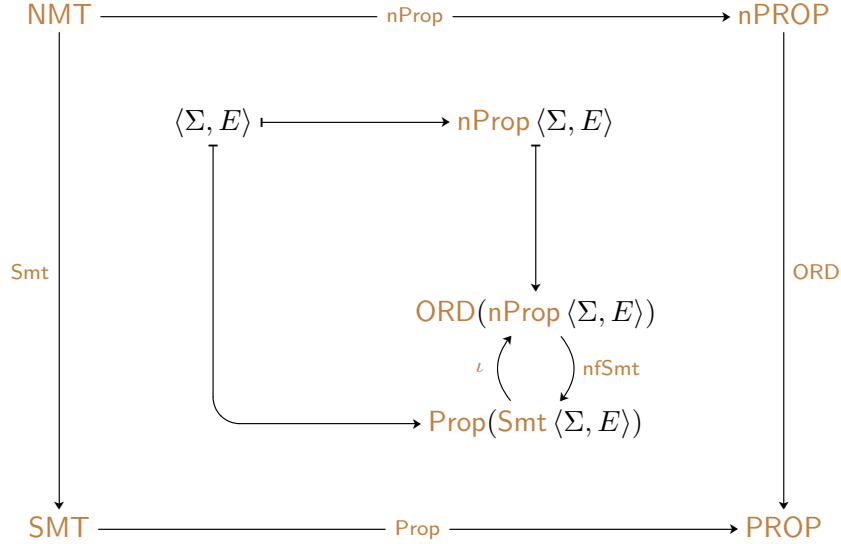 NMT nProp nPROP
⟨Σ, E⟩ nProp ⟨Σ, E⟩
Smt ORD
ORD(nProp ⟨Σ, E⟩)
ι nfSmt
Prop(Smt ⟨Σ, E⟩)
SMT Prop PROP